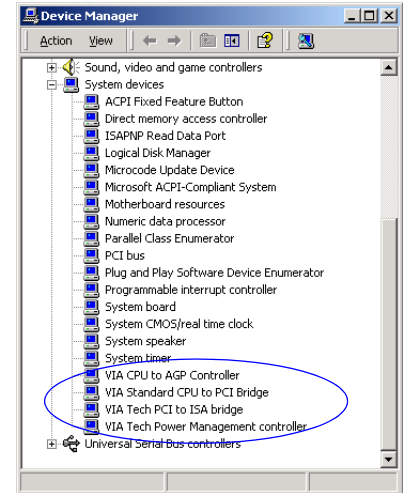 Device Manager
Action View
Sound, video and game controllers
System devices
ACPI Fixed Feature Button
Direct memory access controller
ISAPNP Read Data Port
Logical Disk Manager
Microcode Update Device
Microsoft ACPI-Compliant System
Motherboard resources
Numeric data processor
Parallel Class Enumerator
PCI bus
Plug and Play Software Device Enumerator
Programmable interrupt controller
System board
System CMOS/real time clock
System speaker
System timer
VIA CPU to AGP Controller
VIA Standard CPU to PCI Bridge
VIA Tech PCI to ISA bridge
VIA Tech Power Management controller
Universal Serial Bus controllers